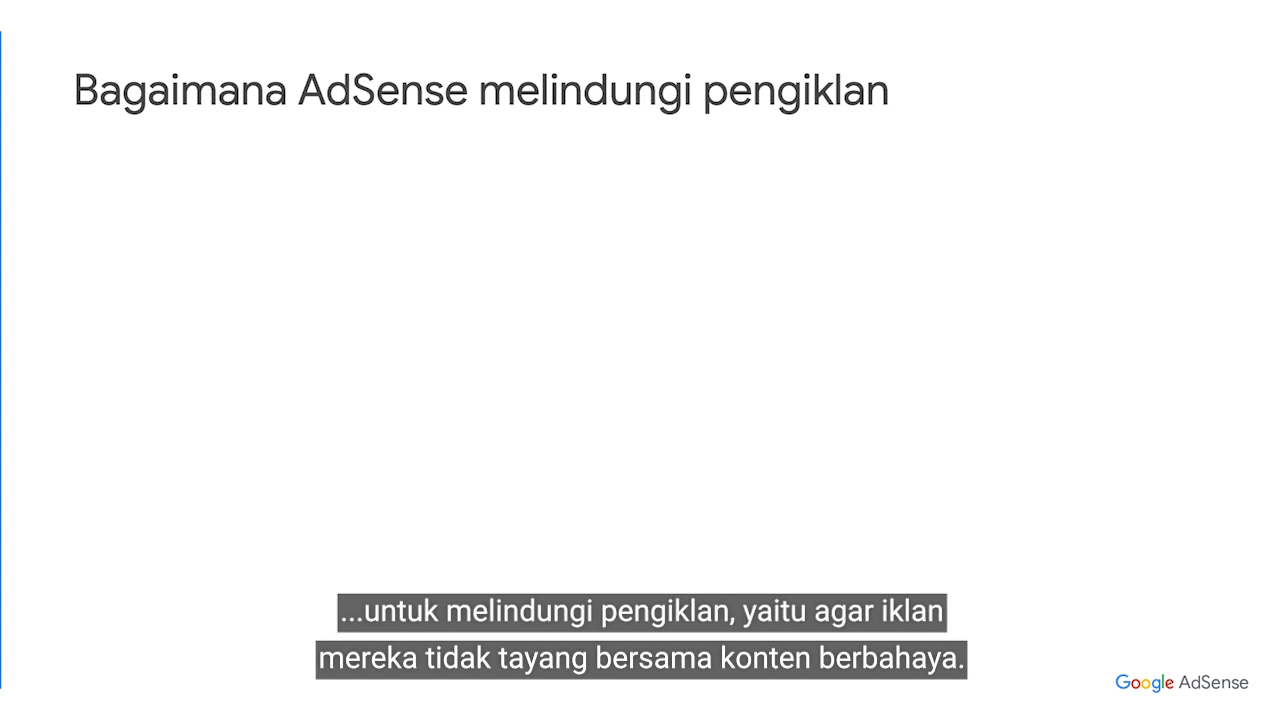 Bagaimana AdSense melindungi pengiklan
...untuk melindungi pengiklan, yaitu agar iklan
mereka tidak tayang bersama konten berbahaya.
Google AdSense